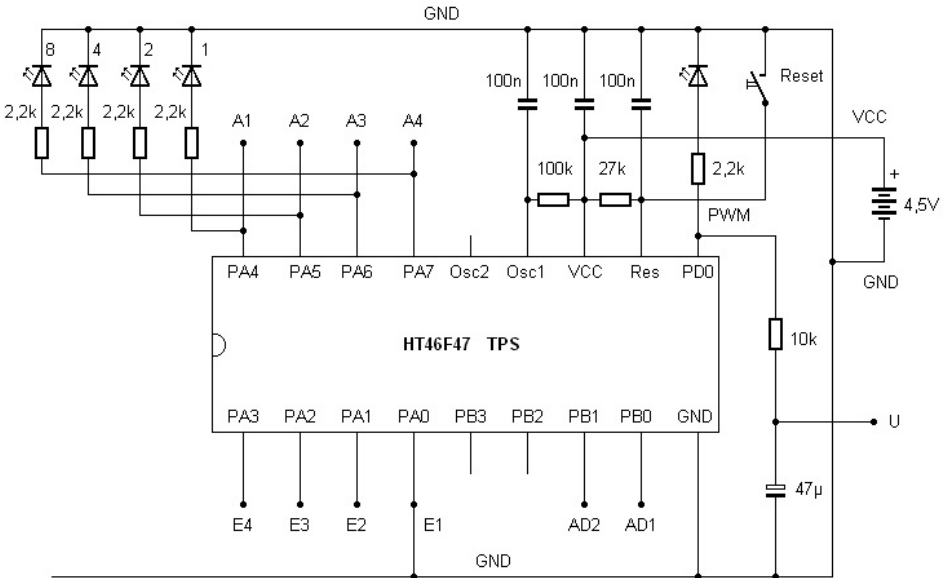 GND
8 4 2 1
100n 100n 100n
Reset
2,2k 2,2k 2,2k 2,2k
A1 A2 A3 A4
VCC
100k 27k 2,2k
+
4,5V
PWM
PA4 PA5 PA6 PA7 Osc2 Osc1 VCC Res PD0
GND
HT46F47 TPS
10k
PA3 PA2 PA1 PA0 PB3 PB2 PB1 PB0 GND
U
47µ
E4 E3 E2 E1 AD2 AD1
GND